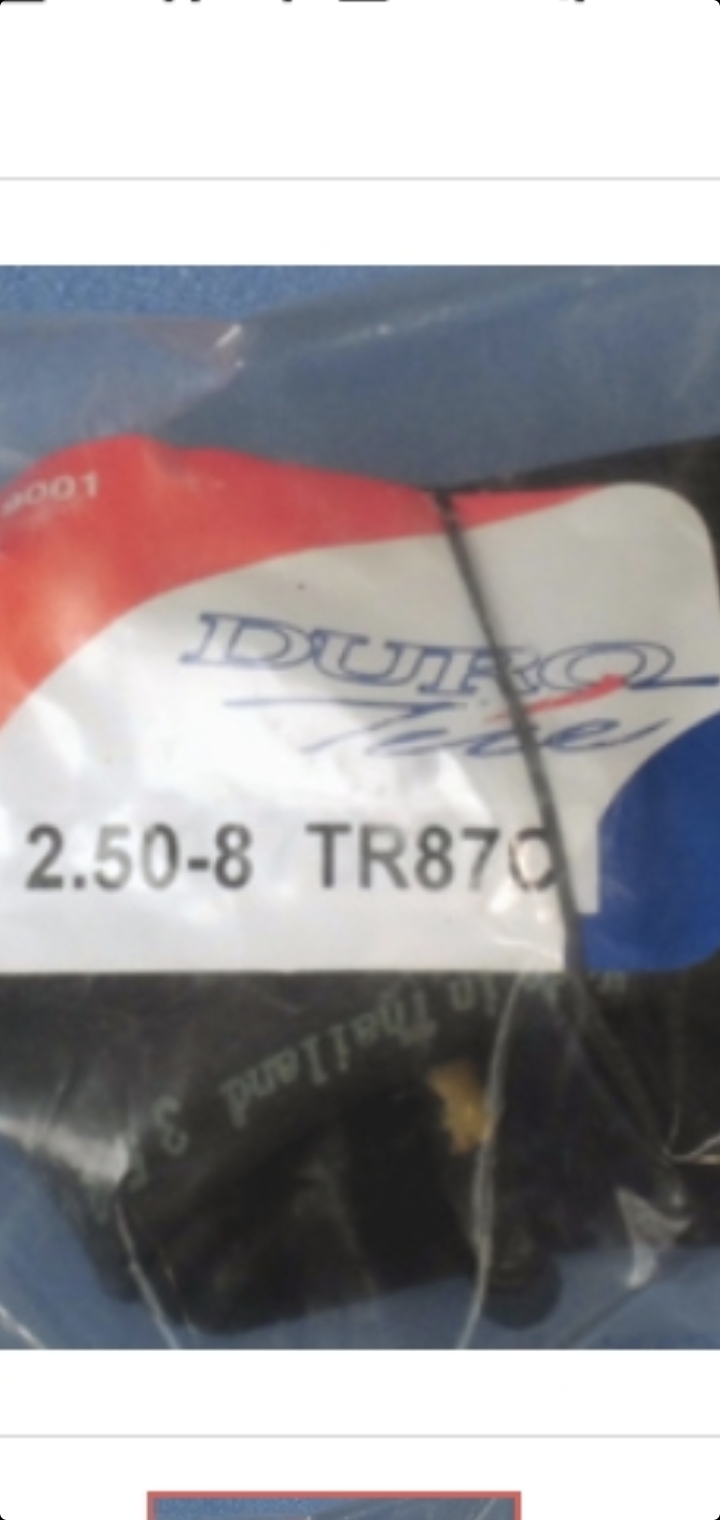 9001
DURO
Tire
2.50-8 TR87C
in Thailand